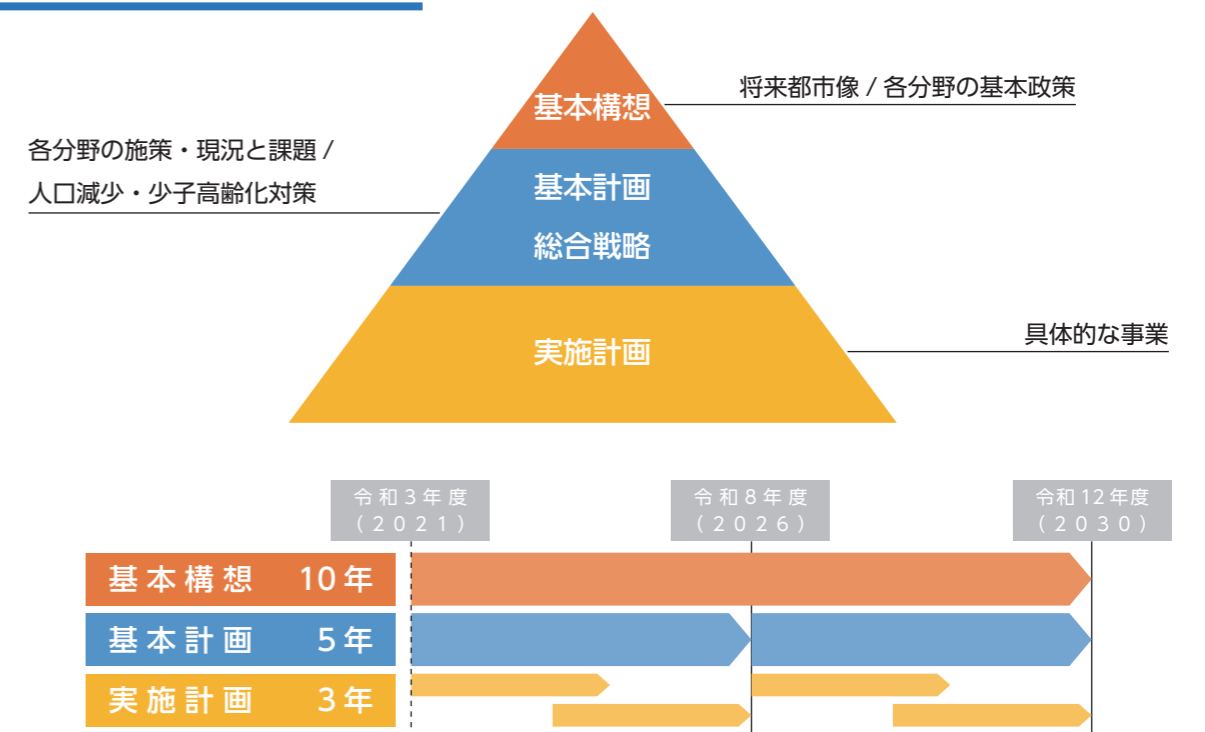 基本構想
将来都市像 / 各分野の基本政策
各分野の施策・現況と課題 /
人口減少・少子高齢化対策
基本計画
総合戦略
実施計画
具体的な事業
令和3年度
(2021)
令和8年度
(2026)
令和12年度
(2030)
基本構想 10年
基本計画 5年
実施計画 3年